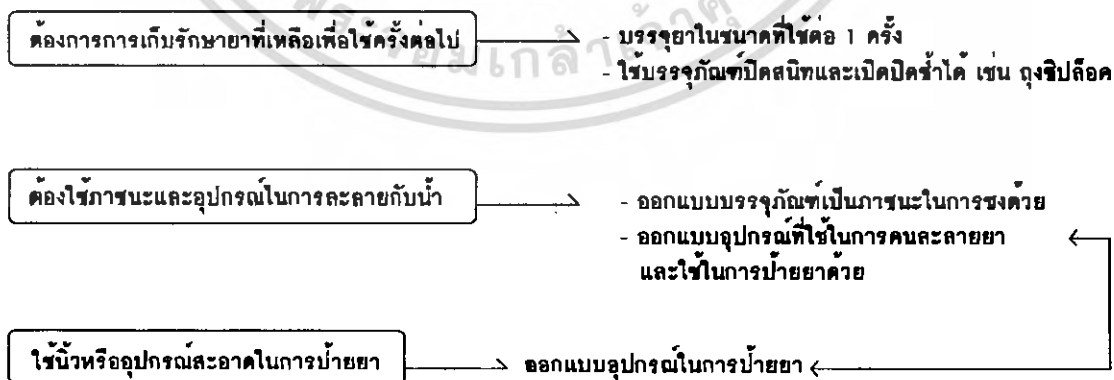 ต้องการการเก็บรักษายาที่เหลือเพื่อใช้ครั้งต่อไป
- บรรจุยาในขนาดที่ใช้ต่อ 1 ครั้ง
- ใช้บรรจุภัณฑ์ปิดสนิทและเปิดปิดซ้ำได้ เช่น ถุงซิปล็อค
ต้องใช้ภาชนะและอุปกรณ์ในการละลายกับน้ำ
- ออกแบบบรรจุภัณฑ์เป็นภาชนะในการชงด้วย
- ออกแบบอุปกรณ์ที่ใช้ในการคนละลายยา
และใช้ในการป้ายยาด้วย
ใช้นิ้วหรืออุปกรณ์สะอาดในการป้ายยา
ออกแบบอุปกรณ์ในการป้ายยา